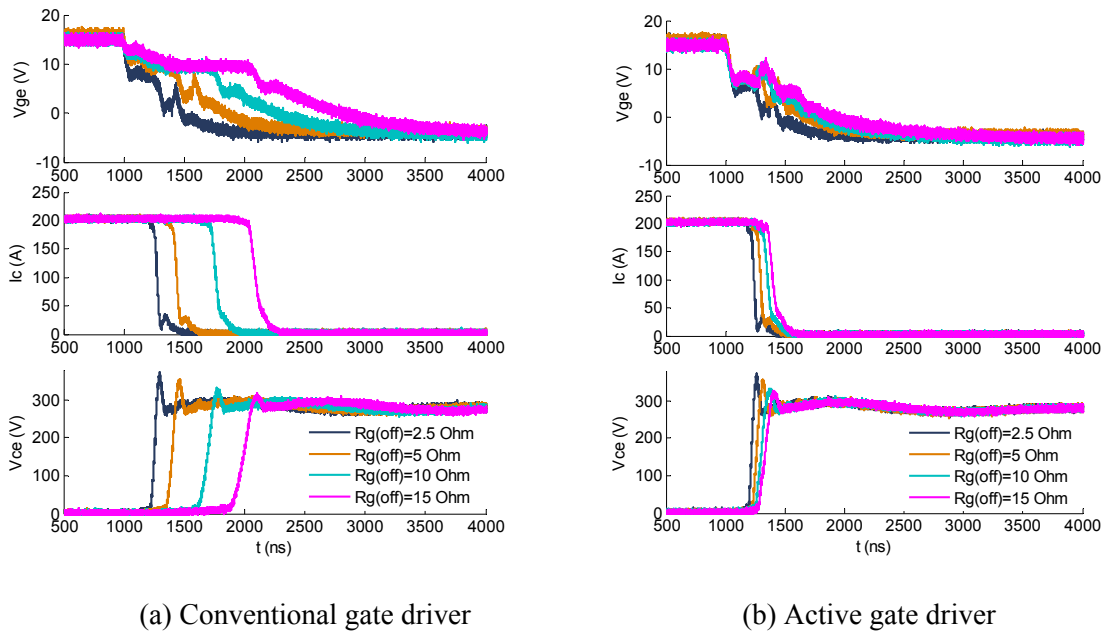 20
10
0
-10
Vge (V)
500 1000 1500 2000 2500 3000 3500 4000
250
200
150
100
50
0
Ic (A)
500 1000 1500 2000 2500 3000 3500 4000
300
200
100
0
Vce (V)
Rg(off)=2.5 Ohm
Rg(off)=5 Ohm
Rg(off)=10 Ohm
Rg(off)=15 Ohm
500 1000 1500 2000 2500 3000 3500 4000
t (ns)
(a) Conventional gate driver
20
10
0
-10
Vge (V)
500 1000 1500 2000 2500 3000 3500 4000
250
200
150
100
50
0
Ic (A)
500 1000 1500 2000 2500 3000 3500 4000
300
200
100
0
Vce (V)
Rg(off)=2.5 Ohm
Rg(off)=5 Ohm
Rg(off)=10 Ohm
Rg(off)=15 Ohm
500 1000 1500 2000 2500 3000 3500 4000
t (ns)
(b) Active gate driver